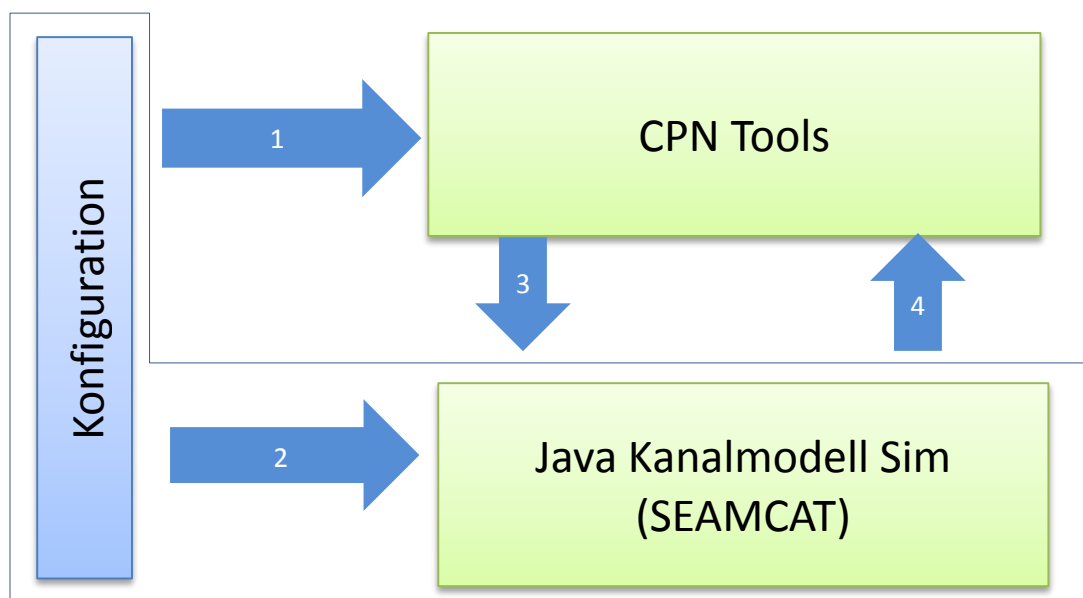 Konfiguration
1
CPN Tools
3
4
2
Java Kanalmodell Sim
(SEAMCAT)